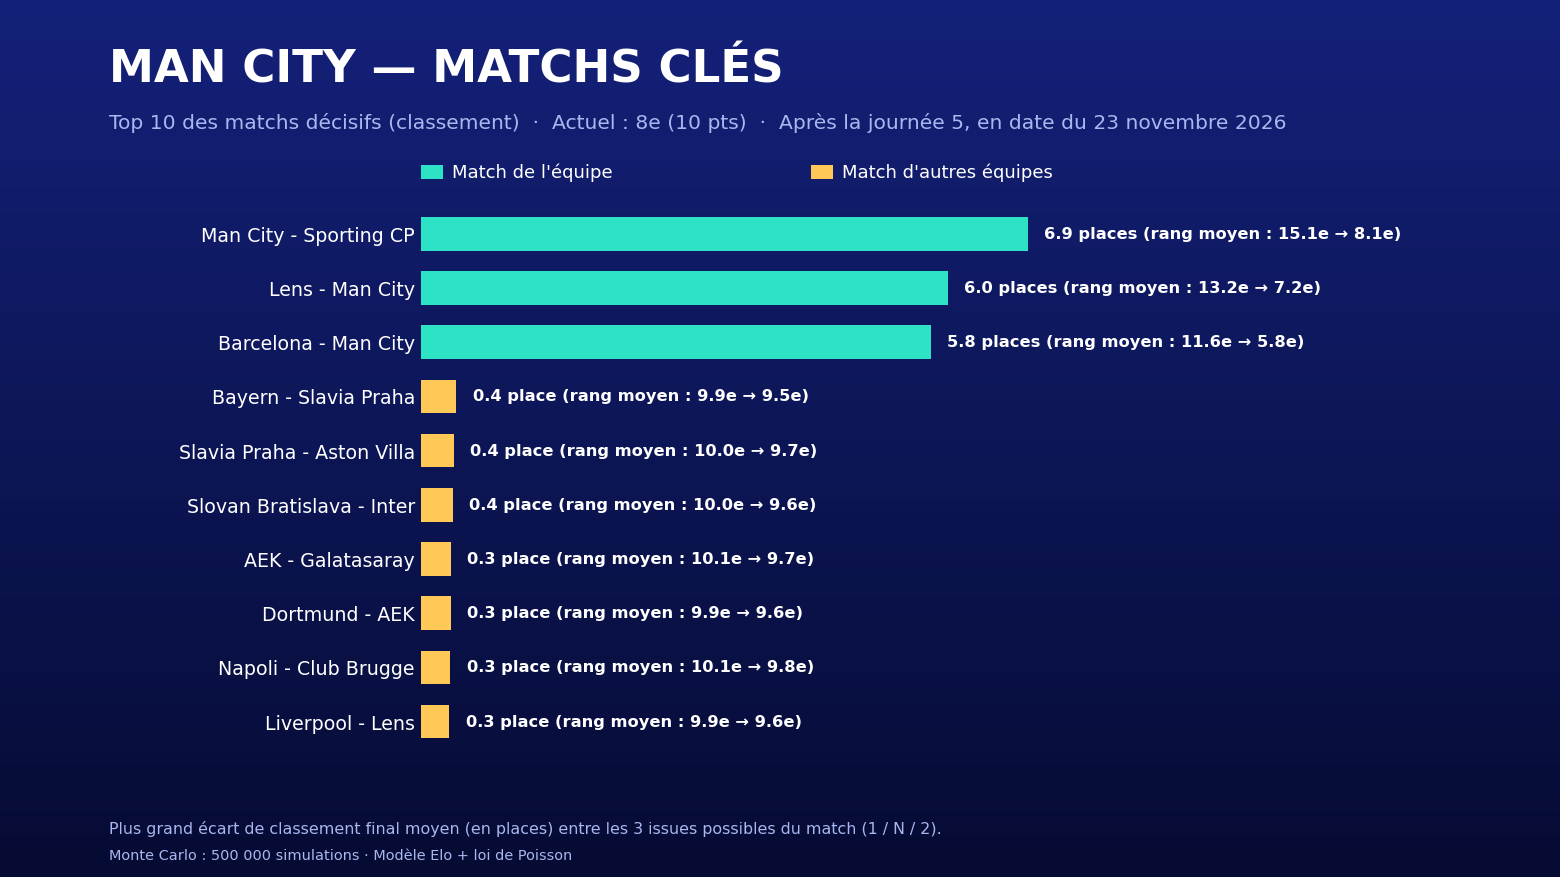 MAN CITY — MATCHS CLÉS
Top 10 des matchs décisifs (classement)  ·  Actuel : 8e (10 pts)  ·  Après la journée 5, en date du 23 novembre 2026
Match de l'équipe
Match d'autres équipes
Man City - Sporting CP 6.9 places (rang moyen : 15.1e → 8.1e)
Lens - Man City 6.0 places (rang moyen : 13.2e → 7.2e)
Barcelona - Man City 5.8 places (rang moyen : 11.6e → 5.8e)
Bayern - Slavia Praha 0.4 place (rang moyen : 9.9e → 9.5e)
Slavia Praha - Aston Villa 0.4 place (rang moyen : 10.0e → 9.7e)
Slovan Bratislava - Inter 0.4 place (rang moyen : 10.0e → 9.6e)
AEK - Galatasaray 0.3 place (rang moyen : 10.1e → 9.7e)
Dortmund - AEK 0.3 place (rang moyen : 9.9e → 9.6e)
Napoli - Club Brugge 0.3 place (rang moyen : 10.1e → 9.8e)
Liverpool - Lens 0.3 place (rang moyen : 9.9e → 9.6e)
Plus grand écart de classement final moyen (en places) entre les 3 issues possibles du match (1 / N / 2).
Monte Carlo : 500 000 simulations · Modèle Elo + loi de Poisson